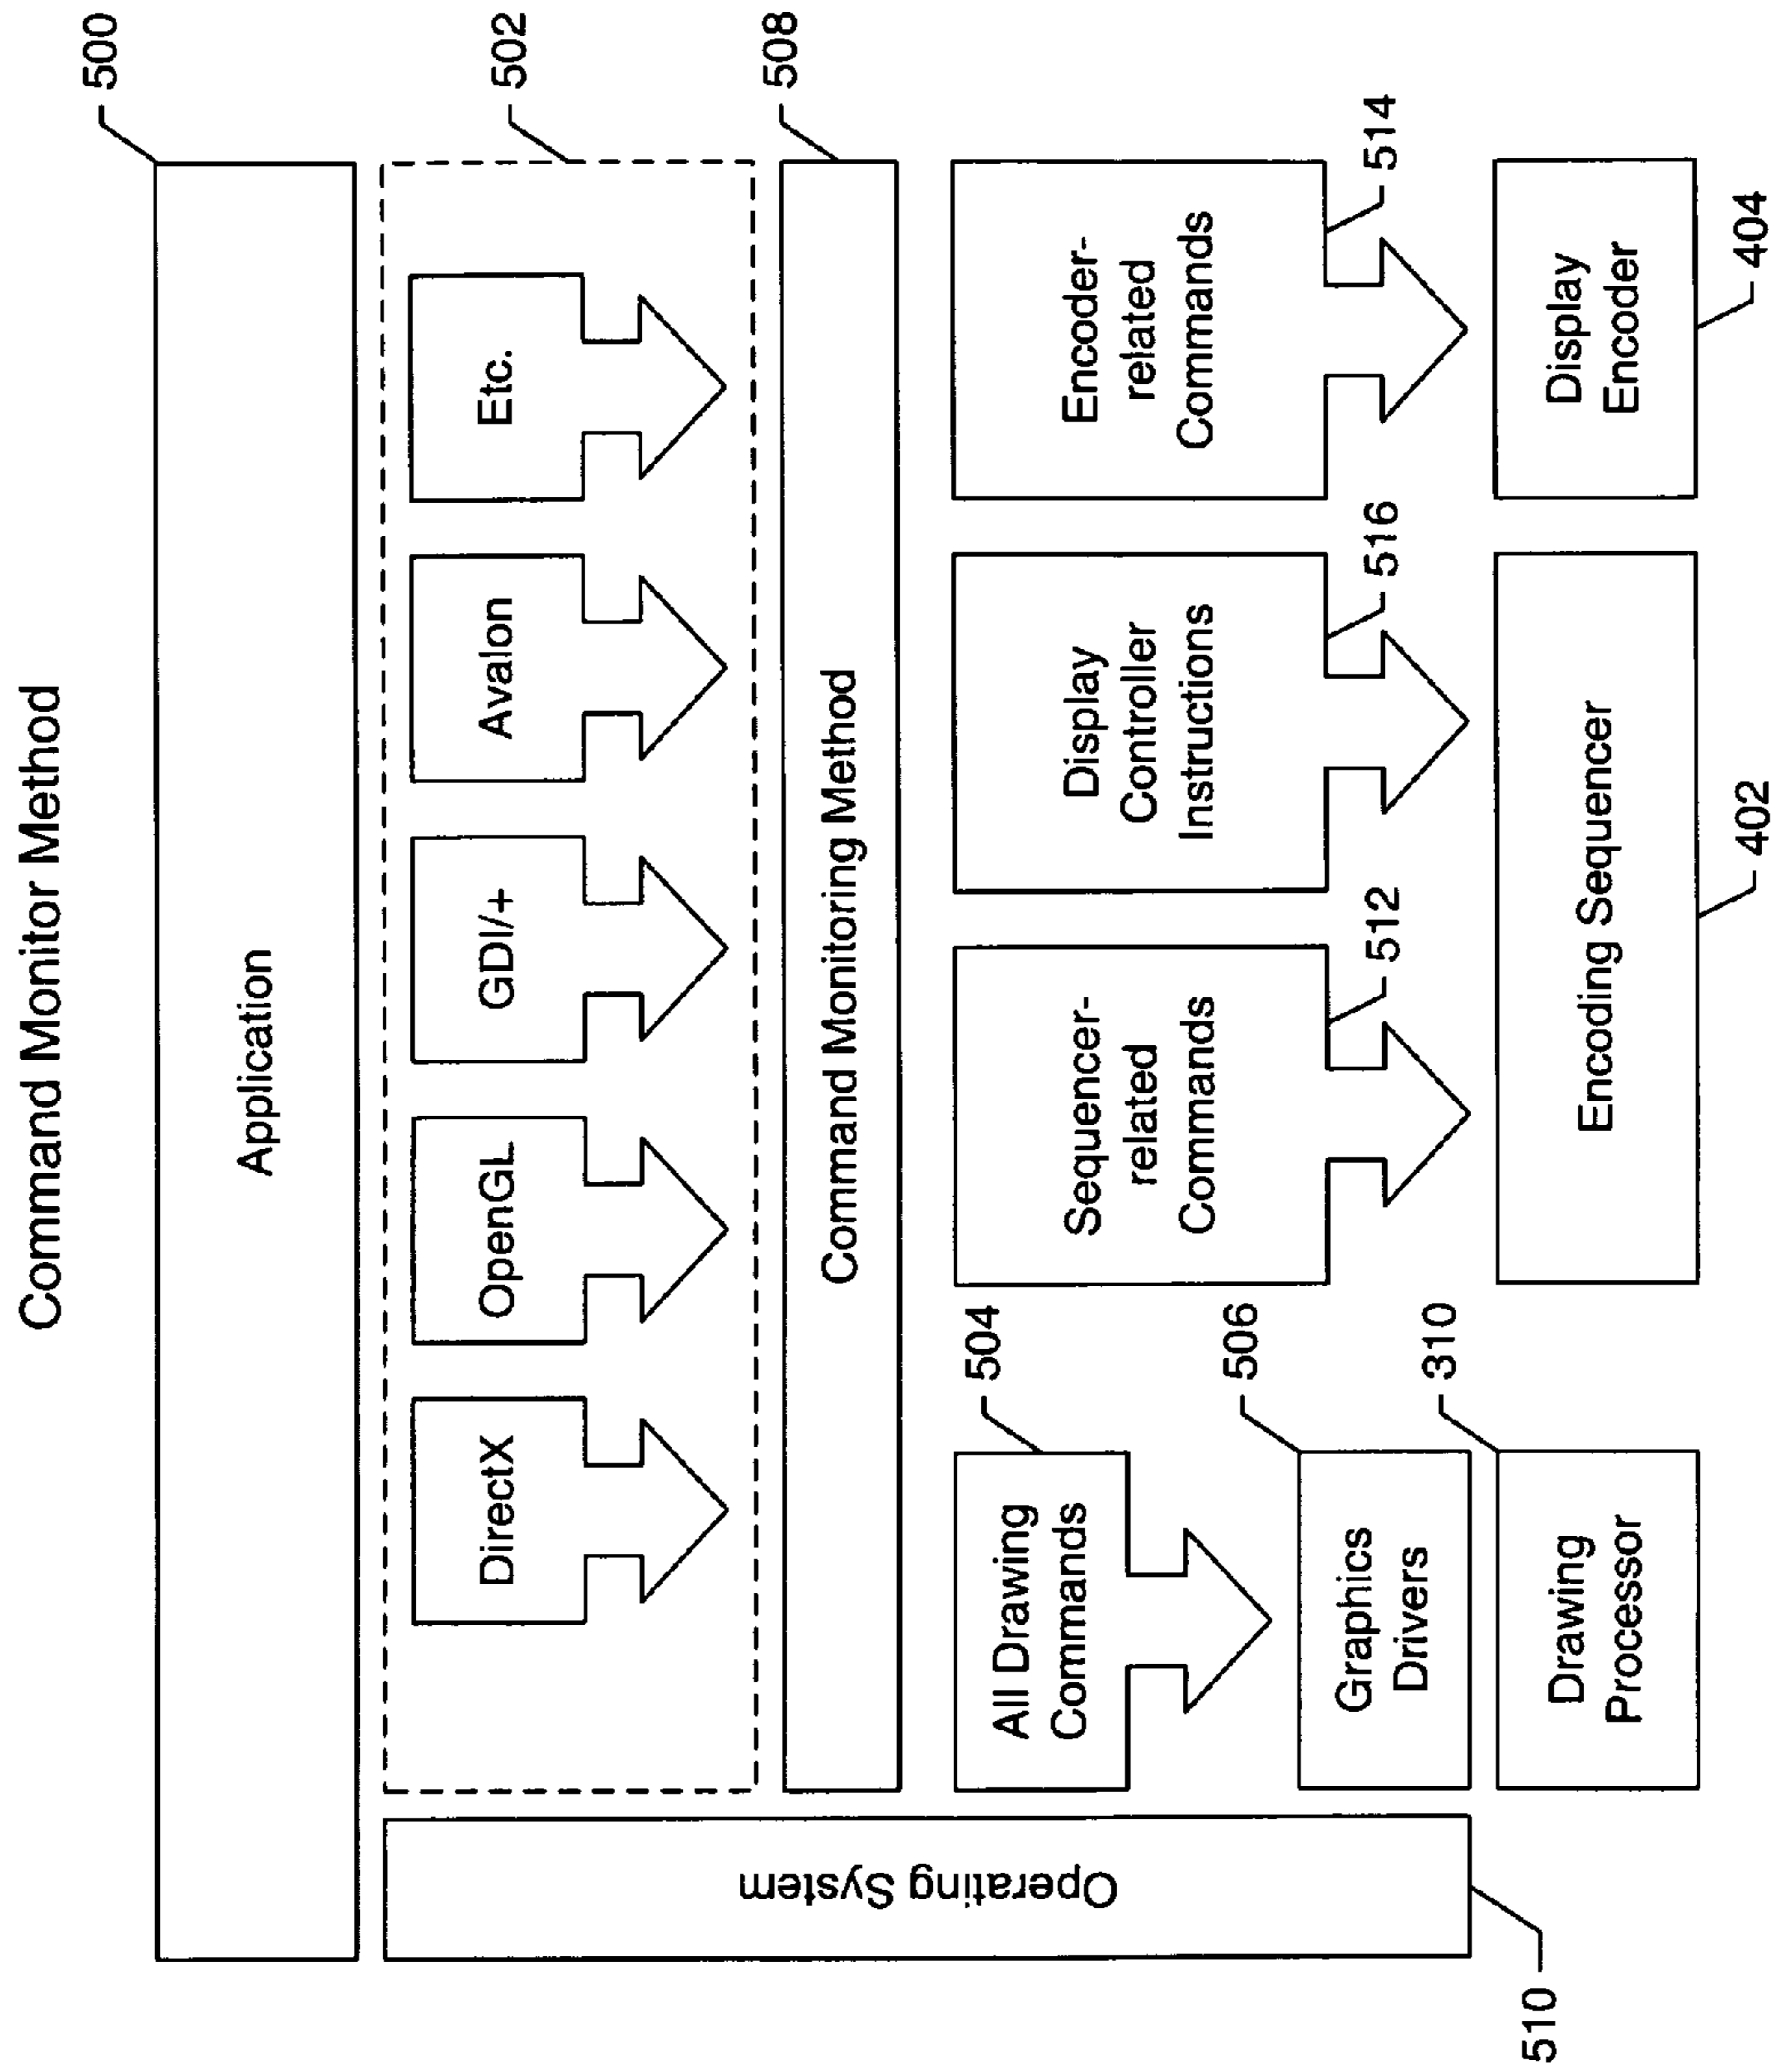 Command Monitor Method
500
Application
502
DirectX
OpenGL
GDI/+
Avalon
Etc.
508
Command Monitoring Method
Operating System
510
504
All Drawing
Commands
506
Graphics
Drivers
310
Drawing
Processor
Sequencer-
related
Commands
512
Display
Controller
Instructions
516
Encoder-
related
Commands
514
Encoding Sequencer
402
Display
Encoder
404